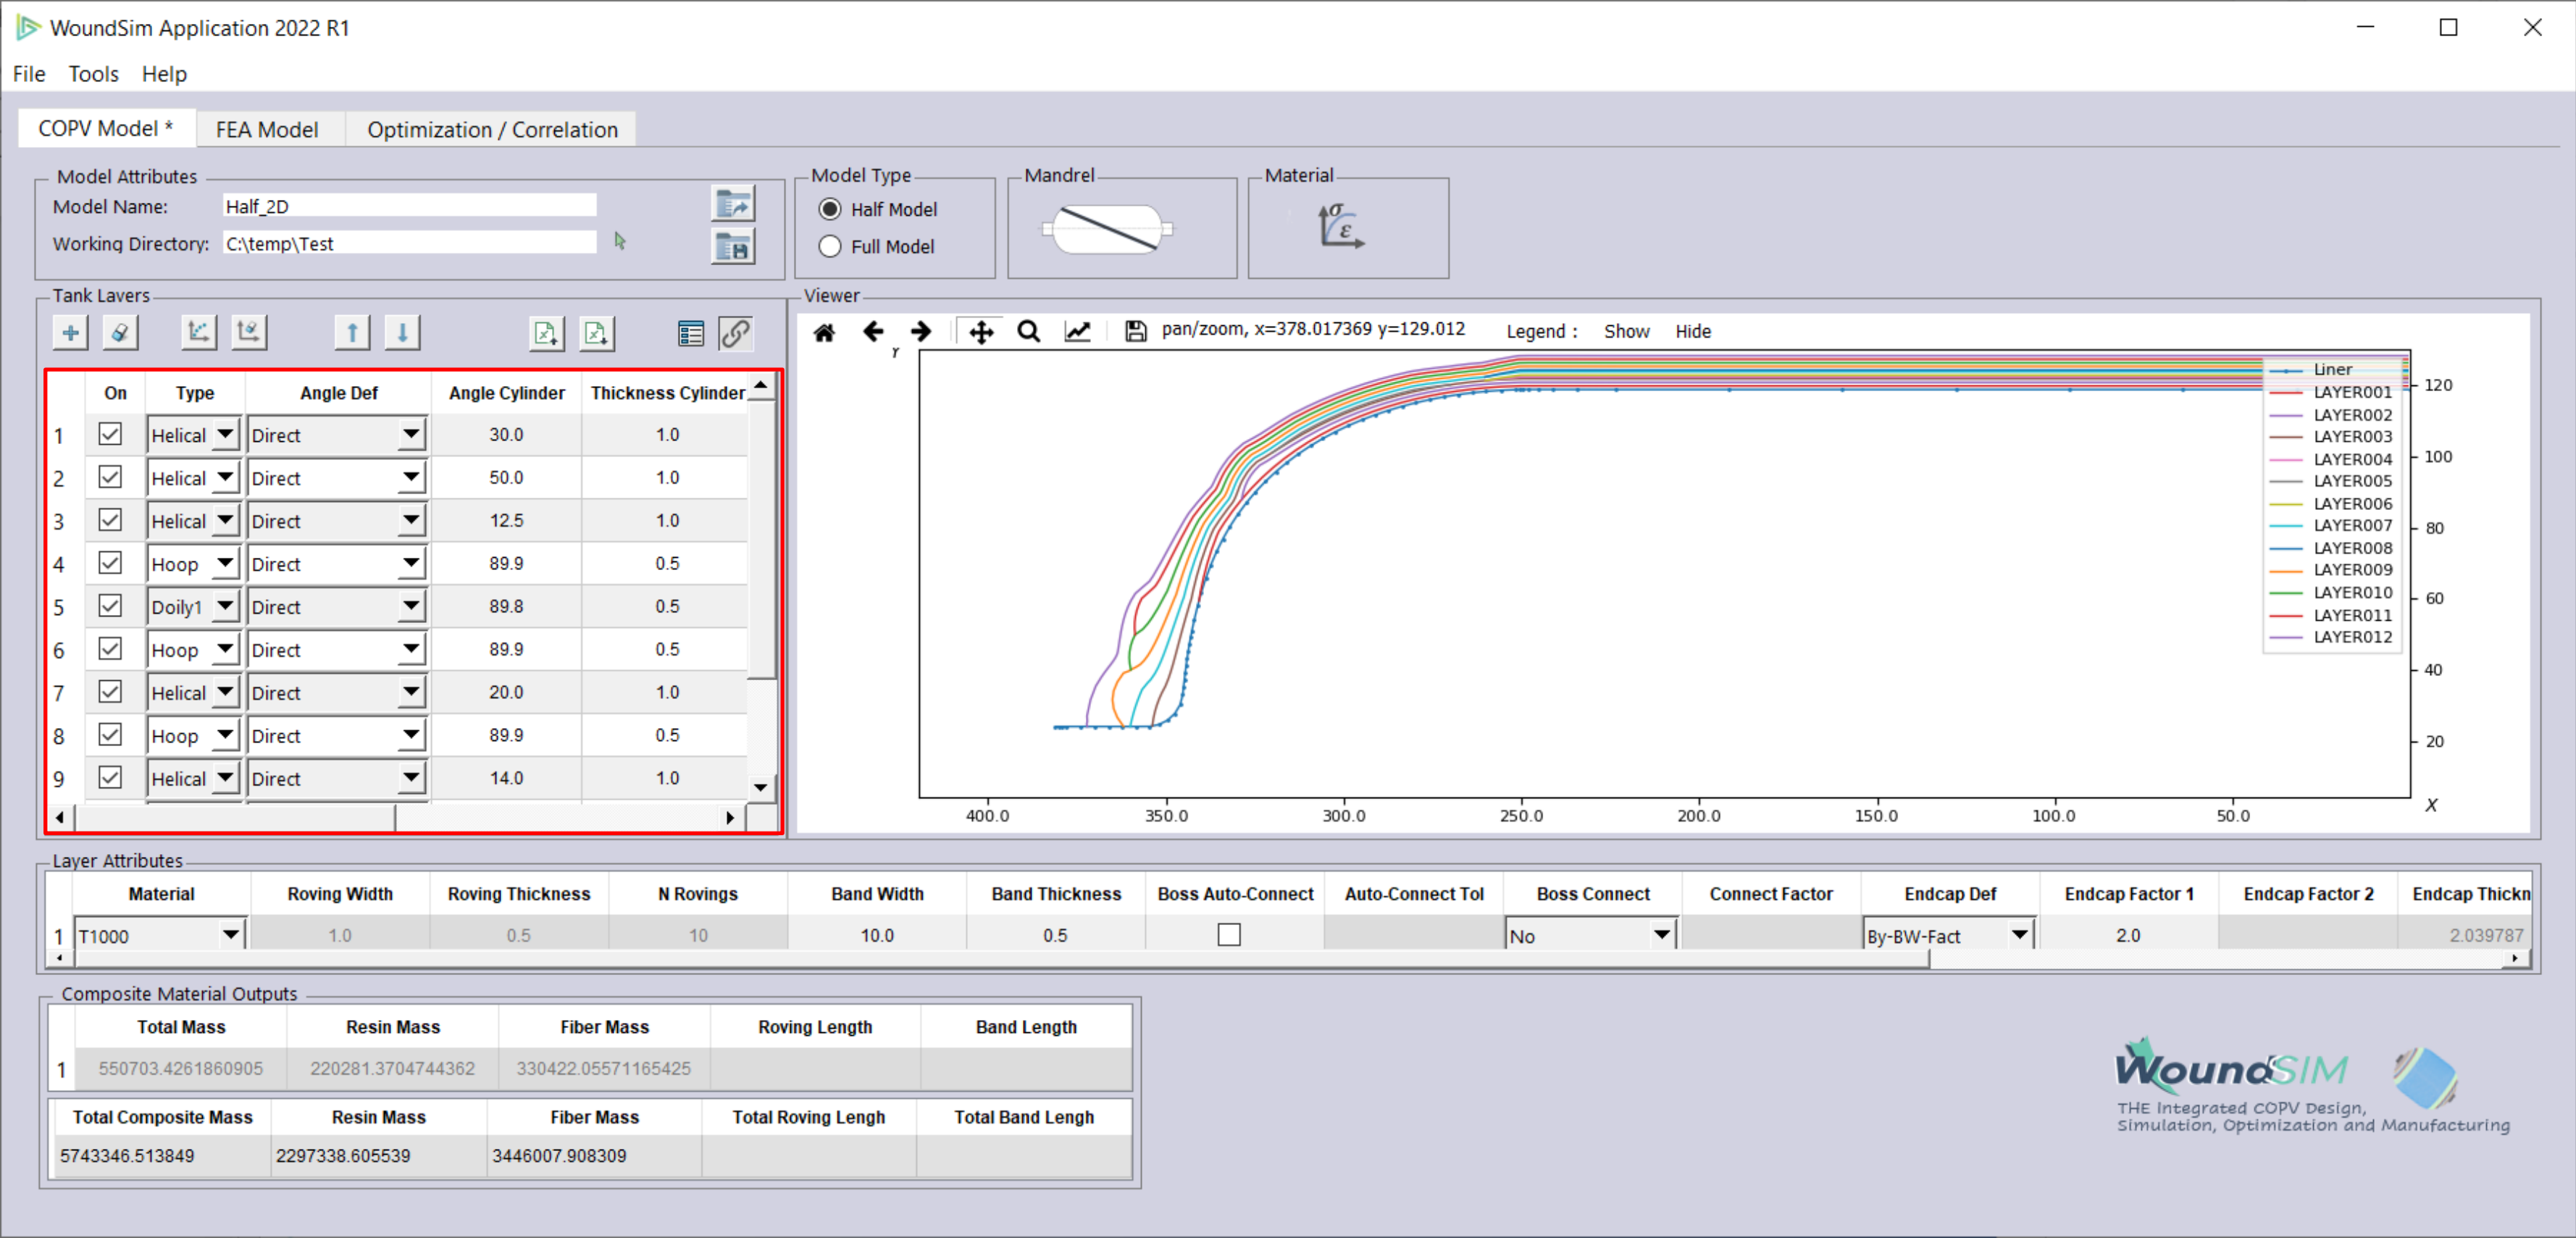 WoundSim Application 2022 R1
File Tools Help
COPV Model * FEA Model Optimization / Correlation
Model Attributes
Model Name: Half_2D
Working Directory: C:\temp\Test
Model Type
Half Model
Full Model
Mandrel
Material
σ
ε
Tank Layers
On Type Angle Def Angle Cylinder Thickness Cylinder
1 Helical Direct 30.0 1.0
2 Helical Direct 50.0 1.0
3 Helical Direct 12.5 1.0
4 Hoop Direct 89.9 0.5
5 Doily1 Direct 89.8 0.5
6 Hoop Direct 89.9 0.5
7 Helical Direct 20.0 1.0
8 Hoop Direct 89.9 0.5
9 Helical Direct 14.0 1.0
Viewer
pan/zoom, x=378.017369 y=129.012 Legend : Show Hide
Y
Liner
LAYER001
LAYER002
LAYER003
LAYER004
LAYER005
LAYER006
LAYER007
LAYER008
LAYER009
LAYER010
LAYER011
LAYER012
120
100
80
60
40
20
X
400.0 350.0 300.0 250.0 200.0 150.0 100.0 50.0
Layer Attributes
Material Roving Width Roving Thickness N Rovings Band Width Band Thickness Boss Auto-Connect Auto-Connect Tol Boss Connect Connect Factor Endcap Def Endcap Factor 1 Endcap Factor 2 Endcap Thickn
1 T1000 1.0 0.5 10 10.0 0.5 No By-BW-Fact 2.0 2.039787
Composite Material Outputs
Total Mass Resin Mass Fiber Mass Roving Length Band Length
1 550703.4261860905 220281.3704744362 330422.05571165425
Total Composite Mass Resin Mass Fiber Mass Total Roving Lengh Total Band Lengh
5743346.513849 2297338.605539 3446007.908309
WoundSIM
THE Integrated COPV Design,
Simulation, Optimization and Manufacturing